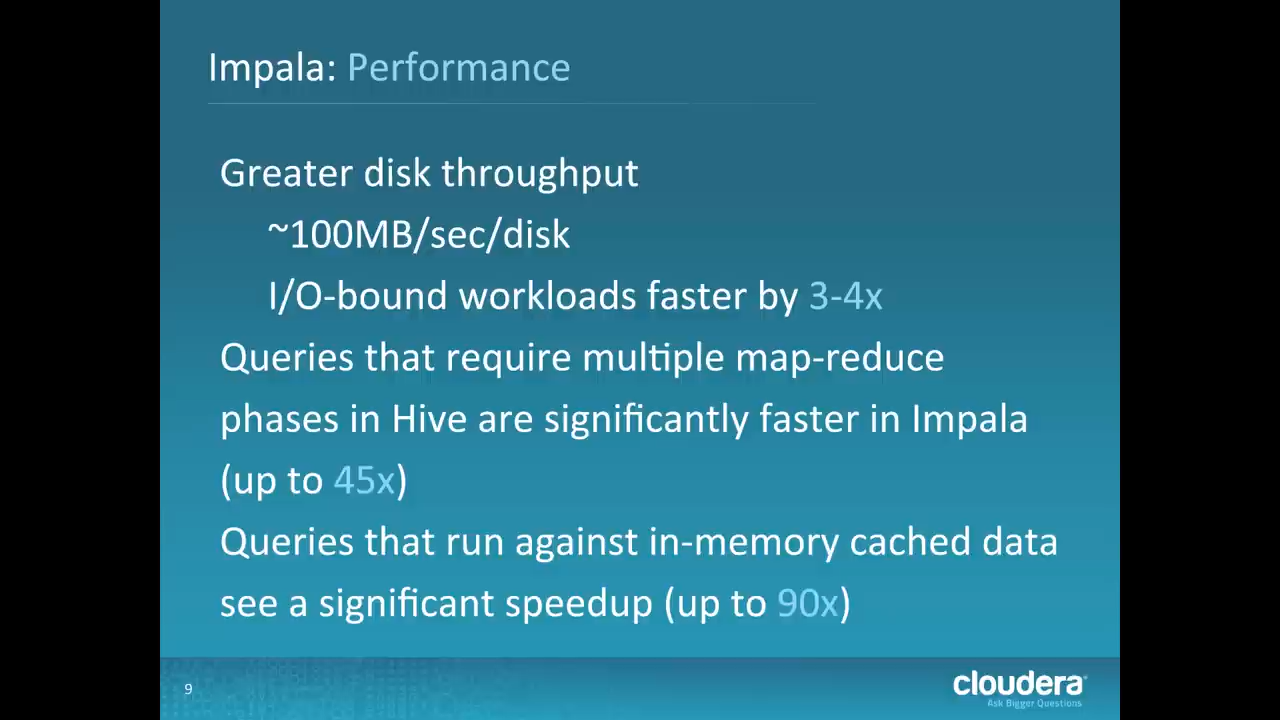 Impala: Performance
Greater disk throughput
~100MB/sec/disk
I/O-bound workloads faster by 3-4x
Queries that require multiple map-reduce
phases in Hive are significantly faster in Impala
(up to 45x)
Queries that run against in-memory cached data
see a significant speedup (up to 90x)
9
cloudera
Ask Bigger Questions